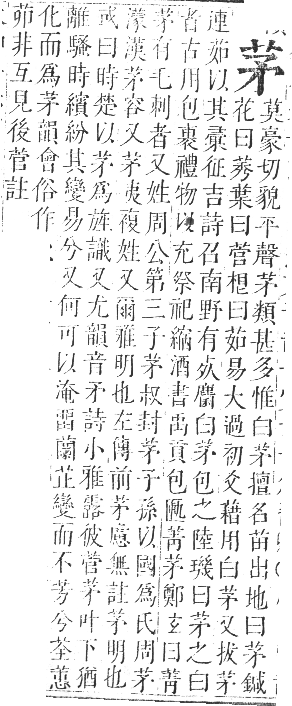 茅
莫豪切貌平聲茅類甚多惟白茅擅名苗出地曰茅鍼
花曰莠葉曰菅根曰茹易大過初爻藉用白茅又拔茅
連茹以其彚征吉詩召南野有死麕白茅包之陸璣曰茅之白
者古用包裹禮物以充祭祀縮酒書禹貢包匭菁茅鄭玄曰菁
茅有毛刺者又姓周公第三子茅叔封茅子孫以國爲氏周茅
濛漢茅容又茅夷複姓又爾雅明也左傳前茅慮無註茅明也
或曰時楚以茅爲旌識又尤韻音矛詩小雅露彼菅茅叶下猶
離騷時繽紛其變易兮又何可以淹畱蘭芷變而不芳兮荃蕙
化而爲茅韻會俗作
茆非互見後菅註